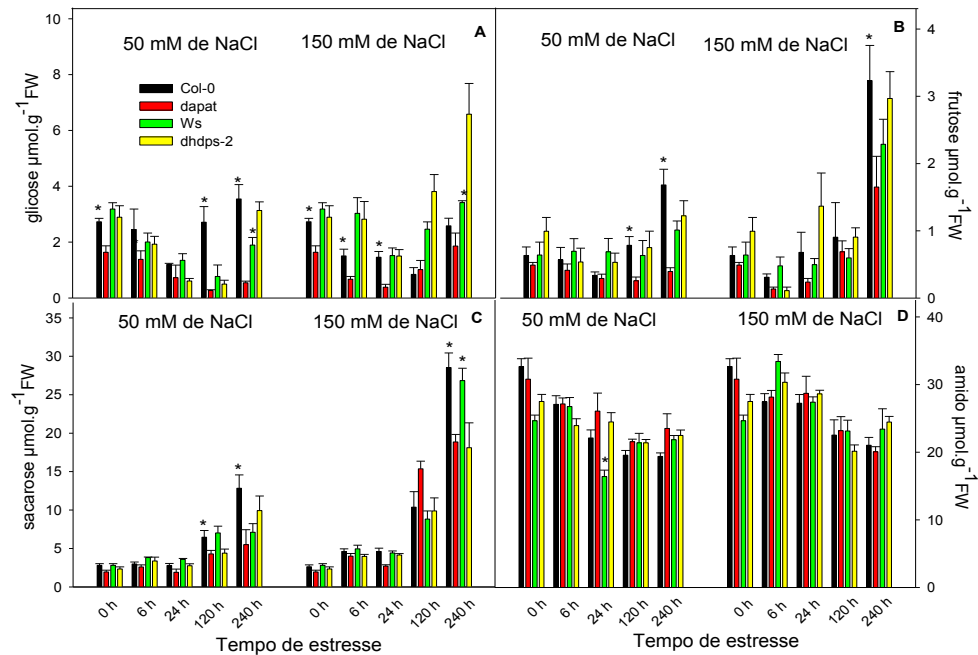 A
50 mM de NaCl
150 mM de NaCl
Col-0
dapat
Ws
dhdps-2
glicose µmol.g⁻¹FW
10
8
6
4
2
0
* * * * * * * *
B
50 mM de NaCl
150 mM de NaCl
frutose µmol.g⁻¹FW
4
3
2
1
0
* * *
C
50 mM de NaCl
150 mM de NaCl
sacarose µmol.g⁻¹FW
35
30
25
20
15
10
5
0
* * * *
0 h 6 h 24 h 120 h 240 h 0 h 6 h 24 h 120 h 240 h
Tempo de estresse
D
50 mM de NaCl
150 mM de NaCl
amido µmol.g⁻¹FW
40
30
20
10
0
*
0 h 6 h 24 h 120 h 240 h 0 h 6 h 24 h 120 h 240 h
Tempo de estresse